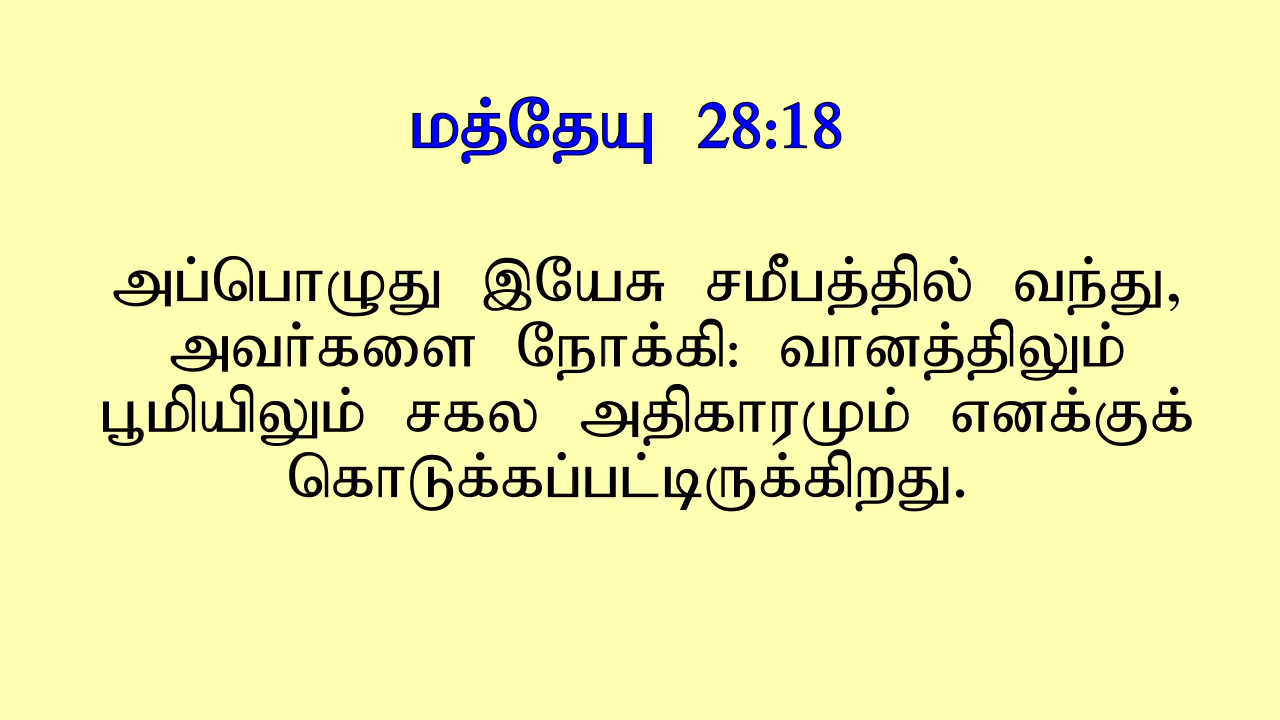 மத்தேயு 28:18
அப்பொழுது இயேசு சமீபத்தில் வந்து,
அவர்களை நோக்கி: வானத்திலும்
பூமியிலும் சகல அதிகாரமும் எனக்குக்
கொடுக்கப்பட்டிருக்கிறது.